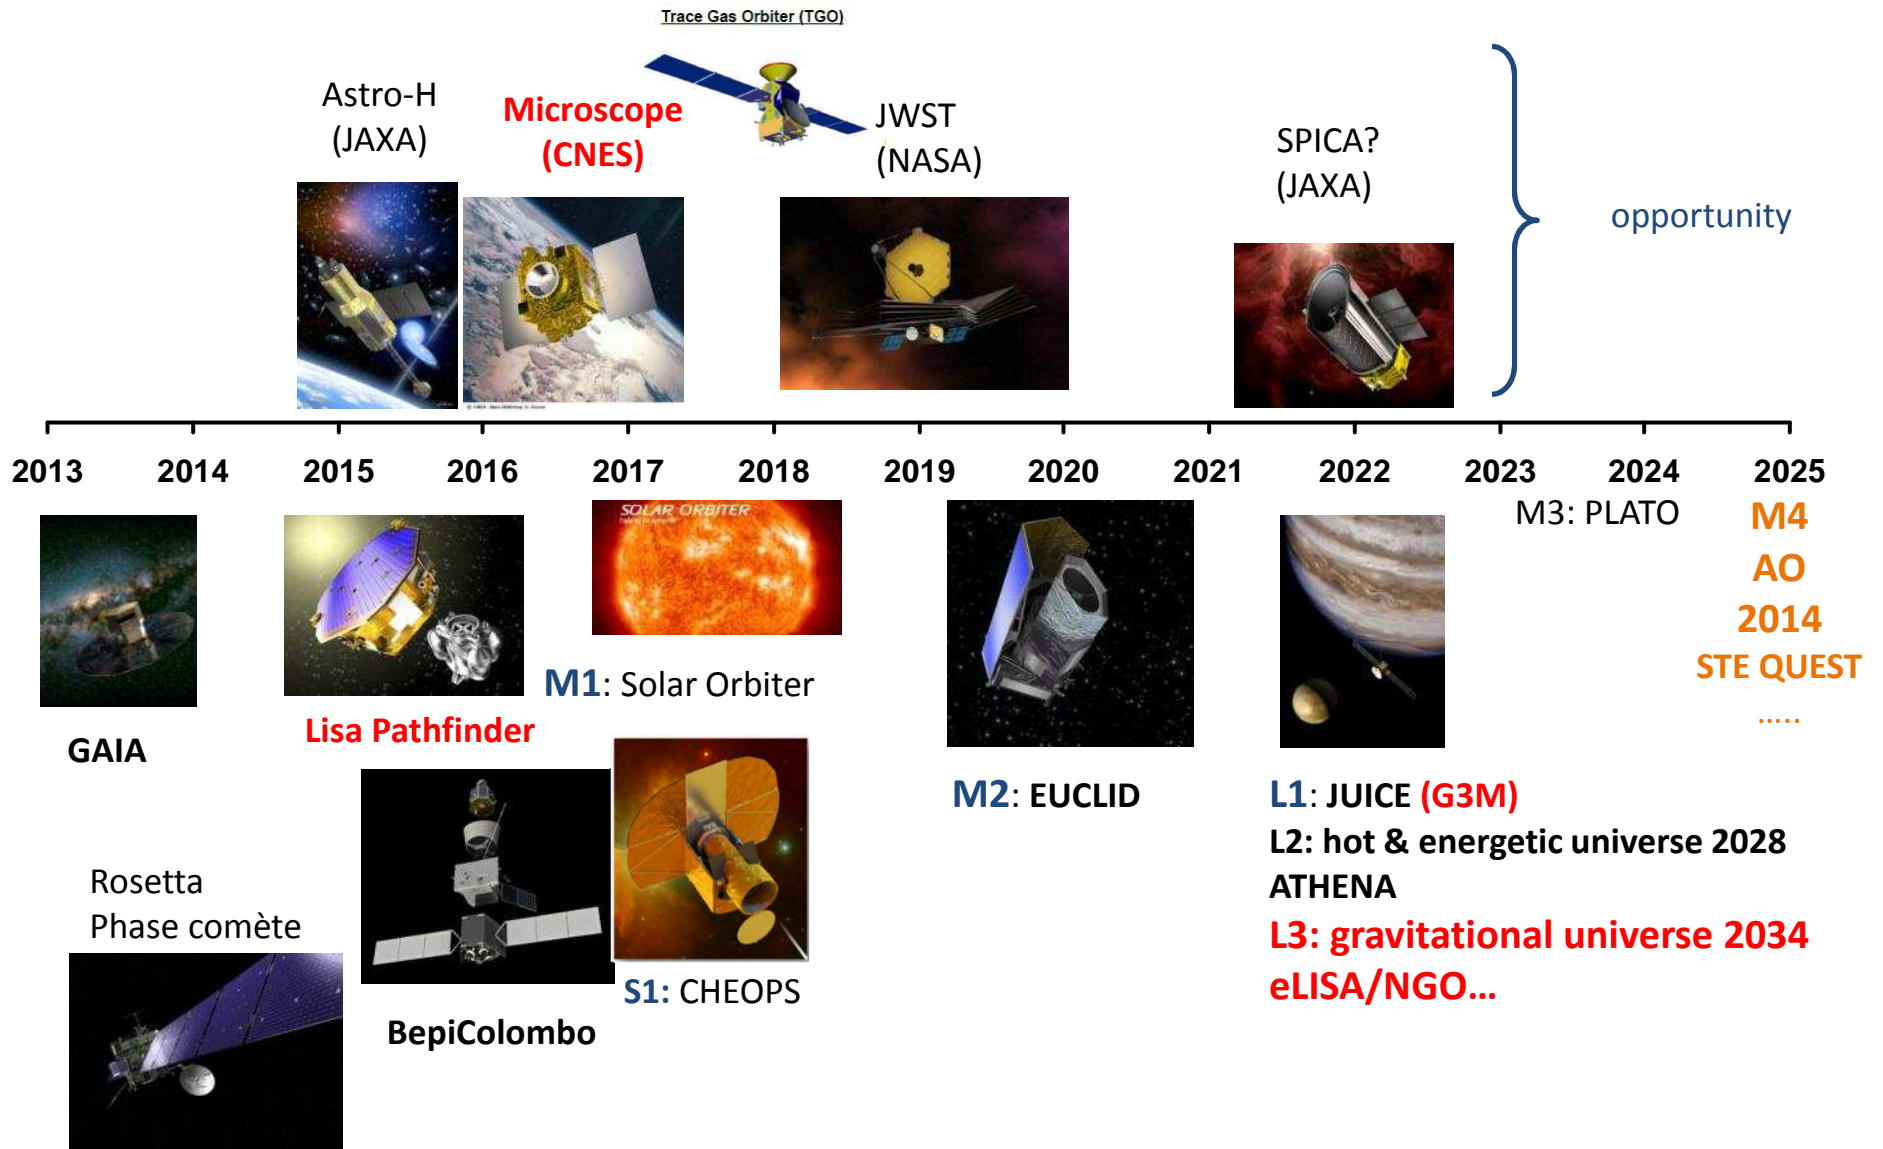 Trace Gas Orbiter (TGO)
Astro-H
(JAXA)
Microscope
(CNES)
JWST
(NASA)
SPICA?
(JAXA)
opportunity
2013 2014 2015 2016 2017 2018 2019 2020 2021 2022 2023 2024 2025
SOLAR ORBITER
M3: PLATO
M4
AO
2014
STE QUEST
…..
M1: Solar Orbiter
Lisa Pathfinder
GAIA
M2: EUCLID
L1: JUICE (G3M)
L2: hot & energetic universe 2028
ATHENA
L3: gravitational universe 2034
eLISA/NGO…
Rosetta
Phase comète
S1: CHEOPS
BepiColombo